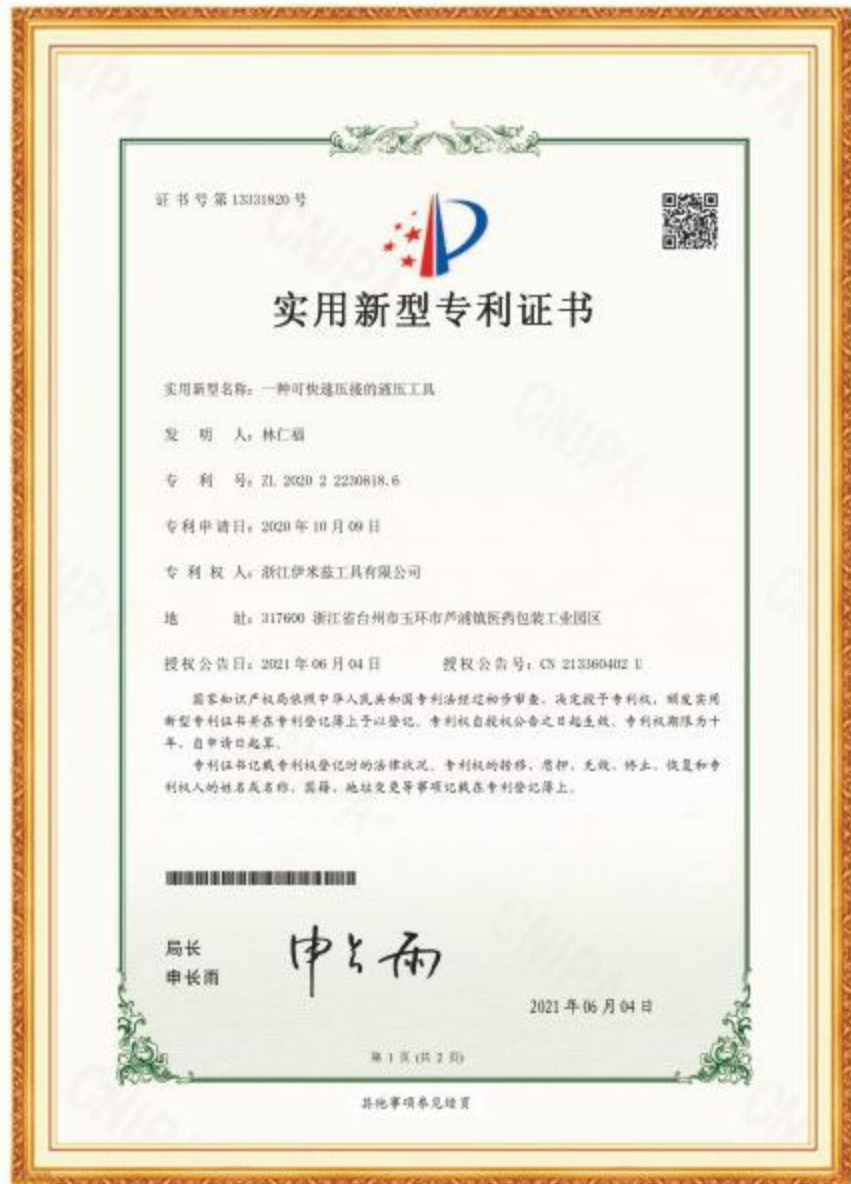 证书号第13331820号
实用新型专利证书
实用新型名称：一种可快速压接的液压工具
发 明 人：林仁福
专 利 号：ZL 2020 2 2230818.6
专利申请日：2020年10月09日
专 利 权 人：浙江伊米兹工具有限公司
地 址：317600 浙江省台州市玉环市芦浦镇医药包装工业园区
授权公告日：2021年06月04日 授权公告号：CN 213360402 U
国家知识产权局依照中华人民共和国专利法经过初步审查，决定授予专利权，颁发实用
新型专利证书并在专利登记簿上予以登记。专利权自授权公告之日起生效。专利权期限为十
年，自申请日起算。
专利证书记载专利权登记时的法律状况。专利权的转移、质押、无效、终止、恢复和专
利权人的姓名或名称、国籍、地址变更等事项记载在专利登记簿上。
局长
申长雨
申长雨
2021年06月04日
第 1 页 (共 2 页)
其他事项参见续页